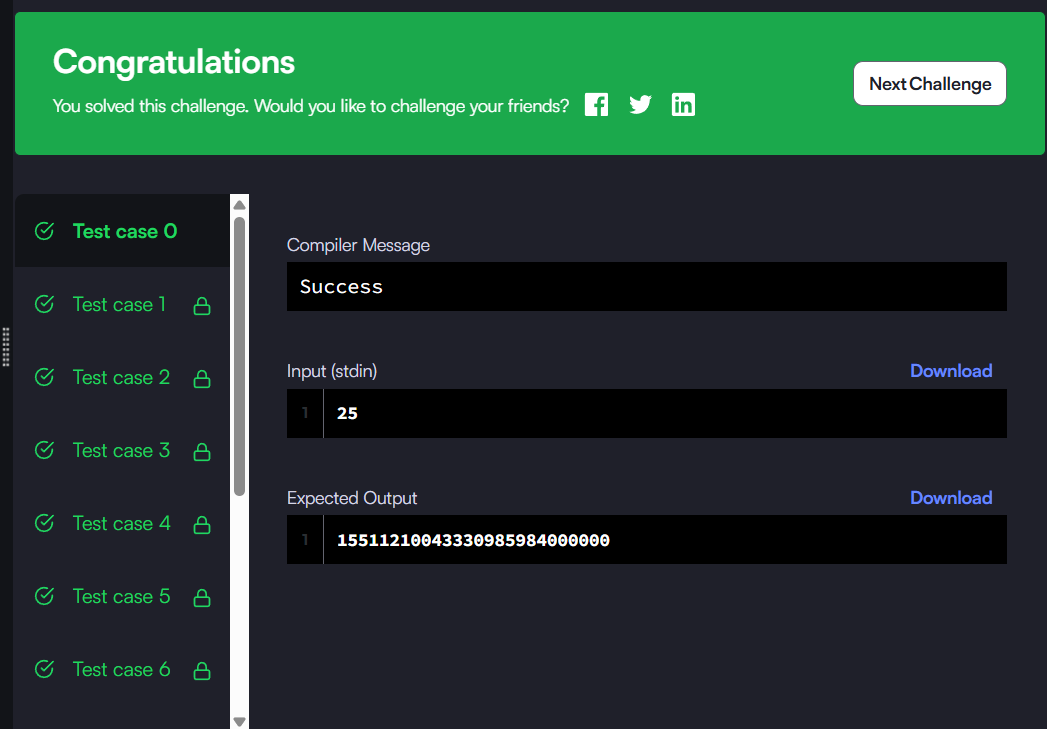 Congratulations
You solved this challenge. Would you like to challenge your friends?
Next Challenge
Test case 0
Test case 1
Test case 2
Test case 3
Test case 4
Test case 5
Test case 6
Compiler Message
Success
Input (stdin)
Download
1 25
Expected Output
Download
1 15511210043330985984000000